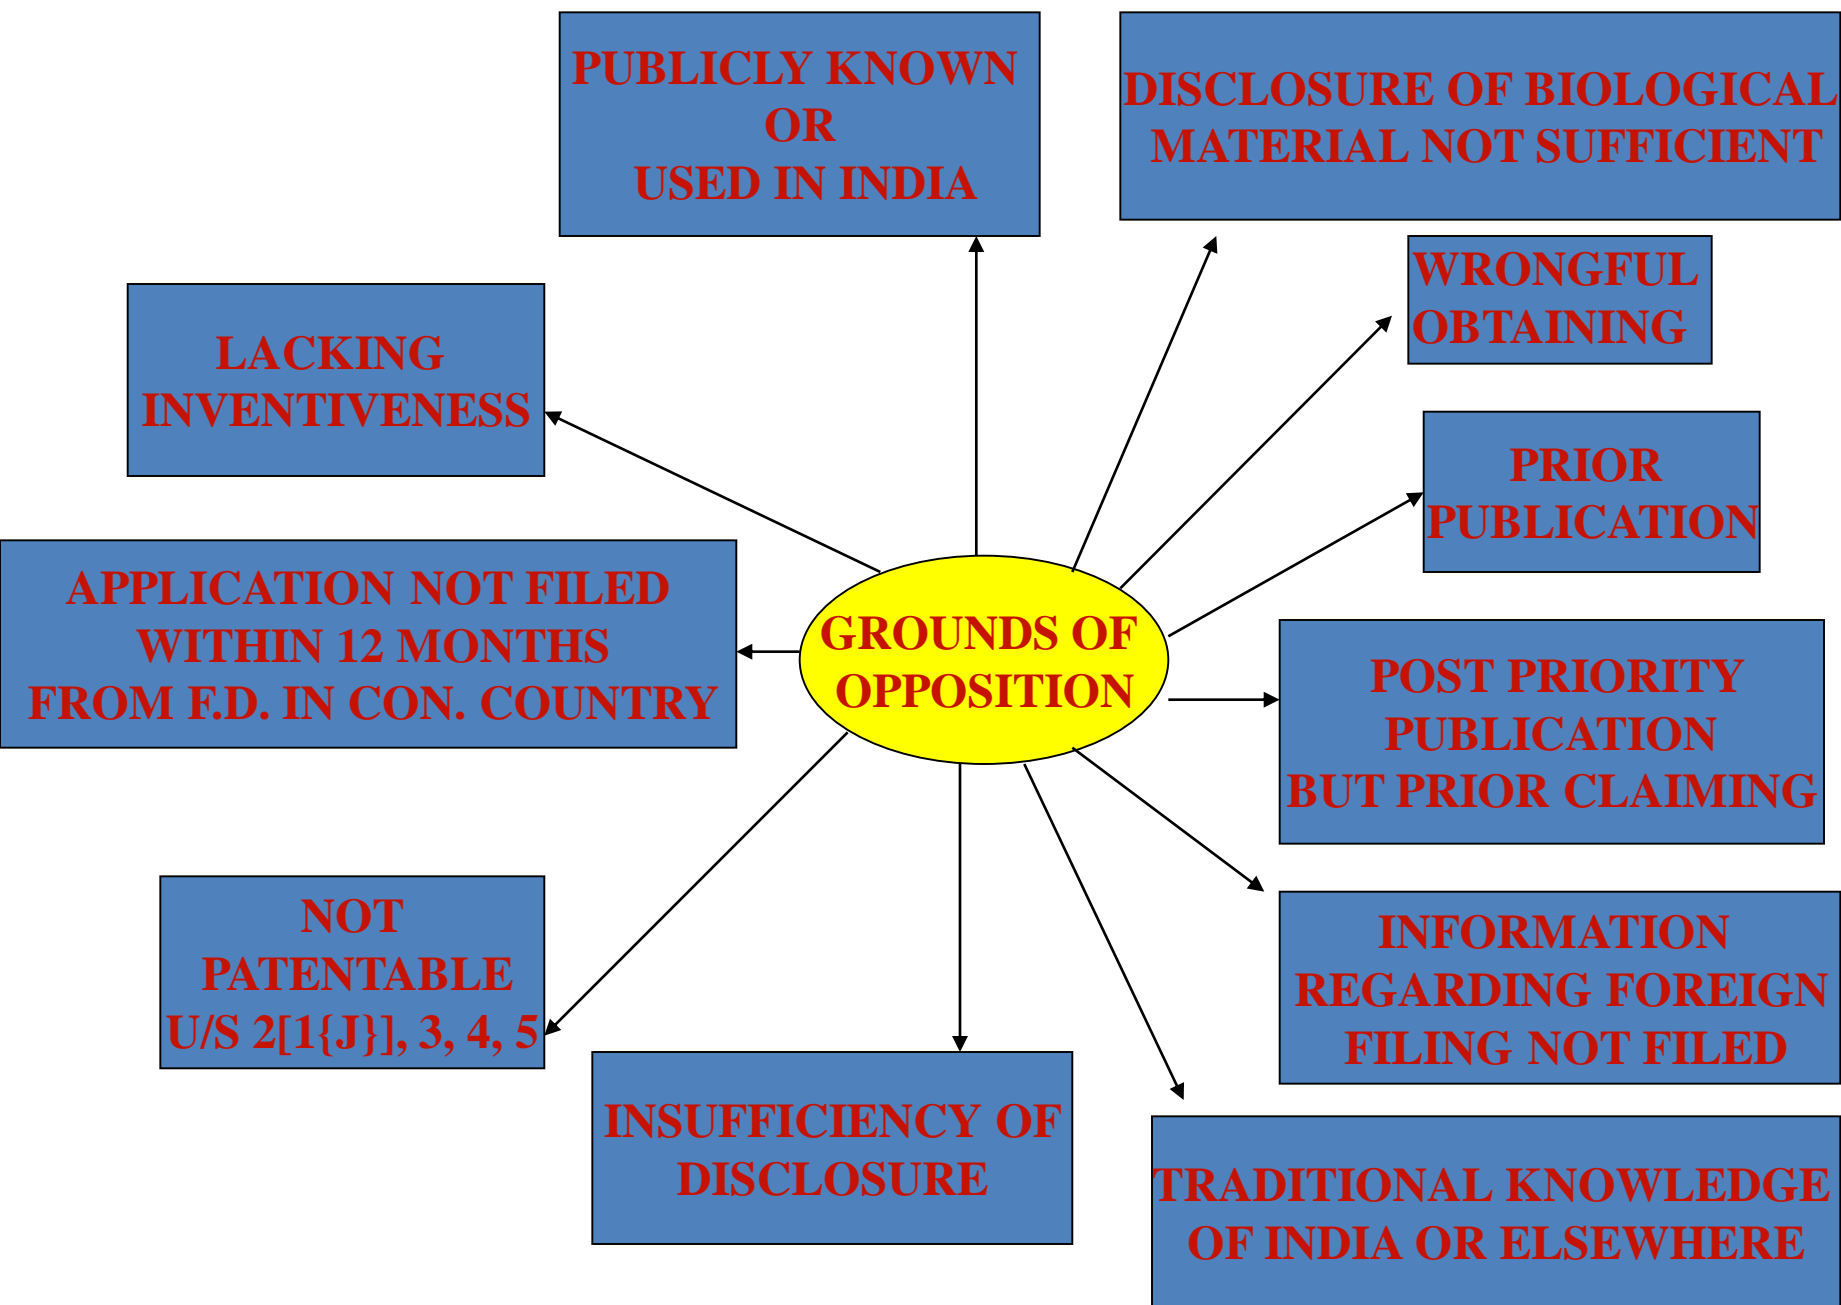 PUBLICLY KNOWN
OR
USED IN INDIA
DISCLOSURE OF BIOLOGICAL
MATERIAL NOT SUFFICIENT
WRONGFUL
OBTAINING
LACKING
INVENTIVENESS
PRIOR
PUBLICATION
APPLICATION NOT FILED
WITHIN 12 MONTHS
FROM F.D. IN CON. COUNTRY
GROUNDS OF
OPPOSITION
POST PRIORITY
PUBLICATION
BUT PRIOR CLAIMING
NOT
PATENTABLE
U/S 2[1{J}], 3, 4, 5
INFORMATION
REGARDING FOREIGN
FILING NOT FILED
INSUFFICIENCY OF
DISCLOSURE
TRADITIONAL KNOWLEDGE
OF INDIA OR ELSEWHERE